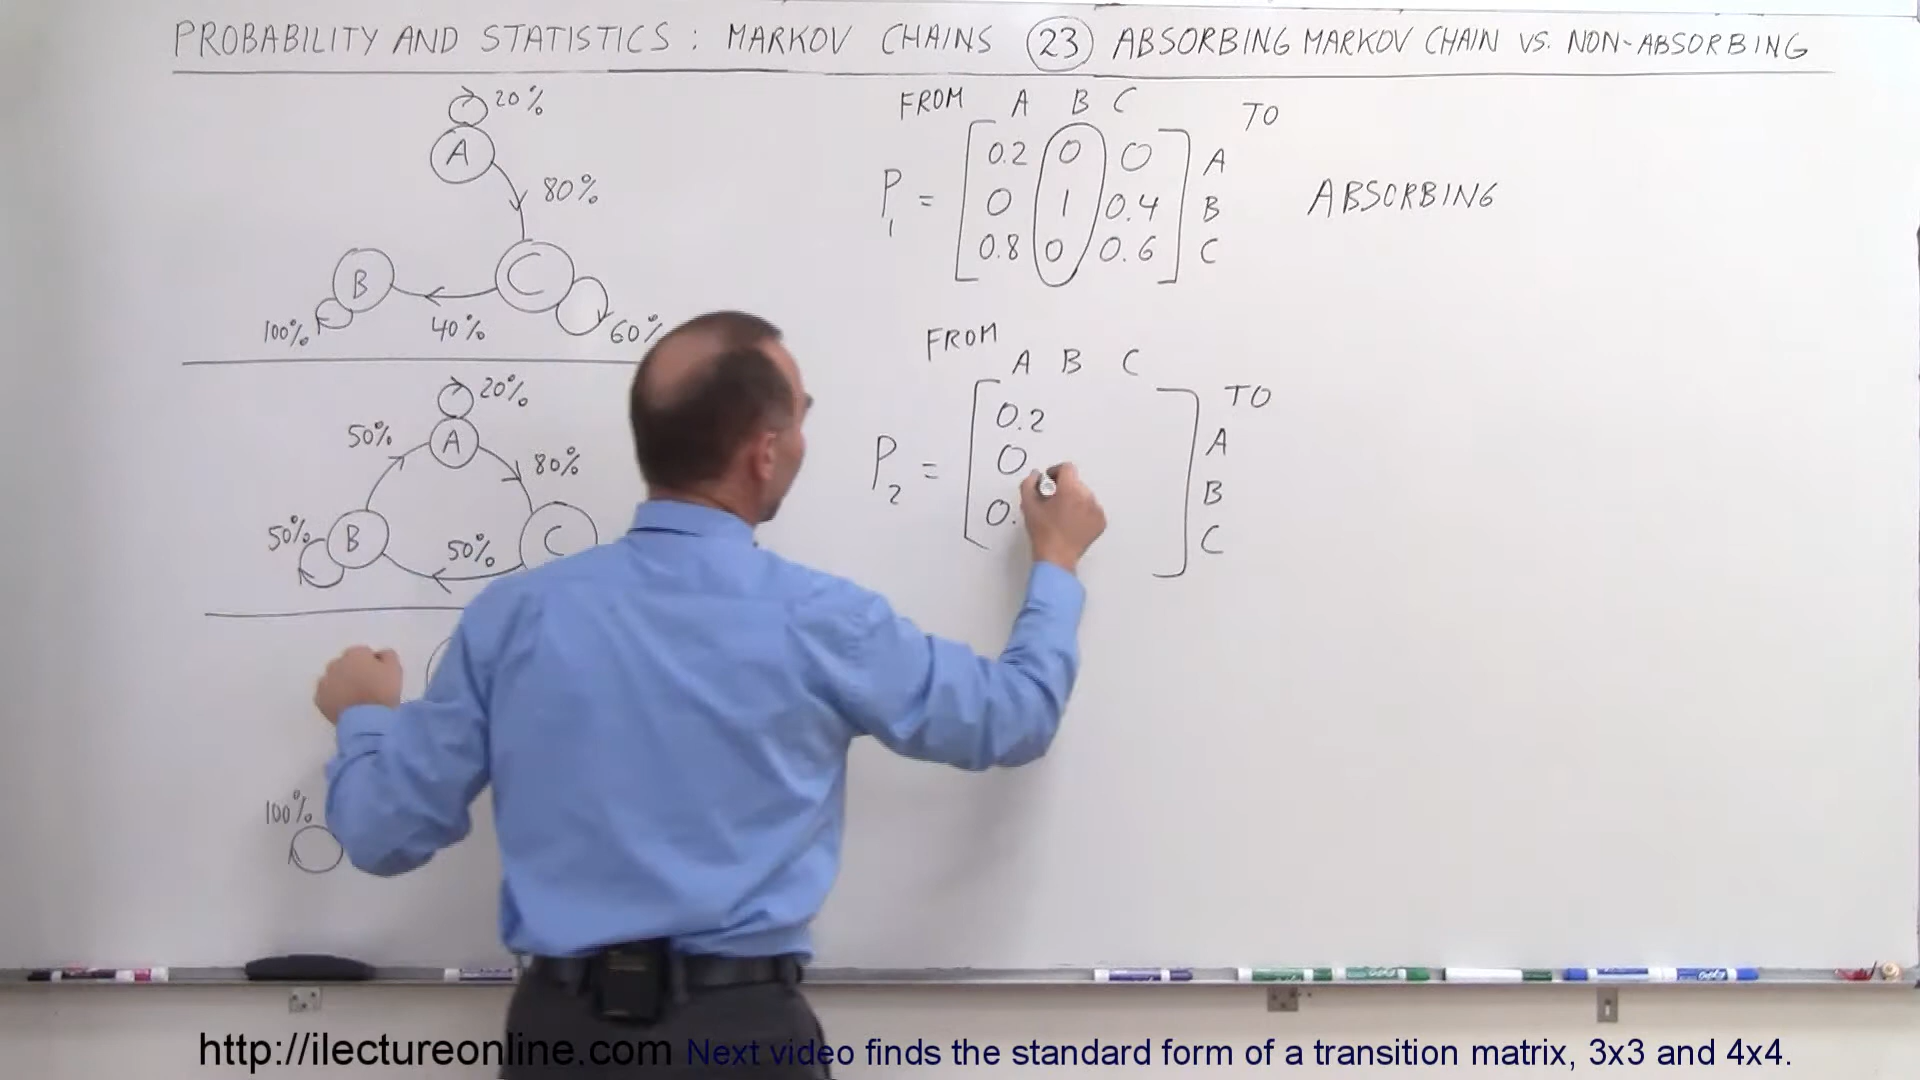 PROBABILITY AND STATISTICS : MARKOV CHAINS 23 ABSORBING MARKOV CHAIN VS. NON-ABSORBING
20%
A
80%
B
C
100%
40%
60%
FROM A B C TO
P1 = 0.2 0 0 A
0 1 0.4 B
0.8 0 0.6 C
ABSORBING
20%
50%
A
80%
50%
B
50%
C
100%
FROM
A B C
TO
P2 = 0.2 A
0 B
0. C
http://ilectureonline.com Next video finds the standard form of a transition matrix, 3x3 and 4x4.